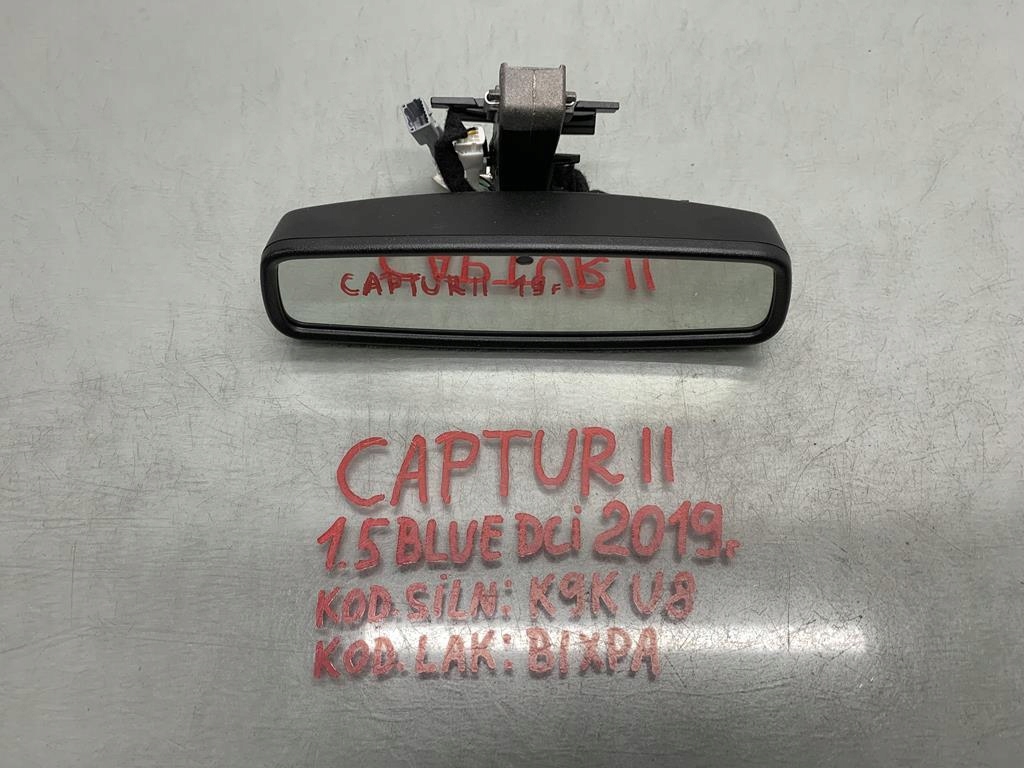 CAPTUR II 19r
CAPTUR II
1.5 BLUE DCi 2019r
KOD.SiLN: K9K U8
KOD.LAK: BIXPA